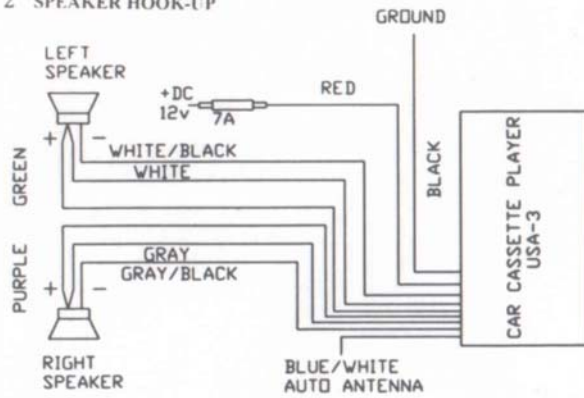 2 SPEAKER HOOK-UP
GROUND
LEFT
SPEAKER
+DC
12v
7A
RED
+
-
WHITE/BLACK
WHITE
GREEN
BLACK
CAR CASSETTE PLAYER
USA-3
PURPLE
GRAY
GRAY/BLACK
+
-
RIGHT
SPEAKER
BLUE/WHITE
AUTO ANTENNA